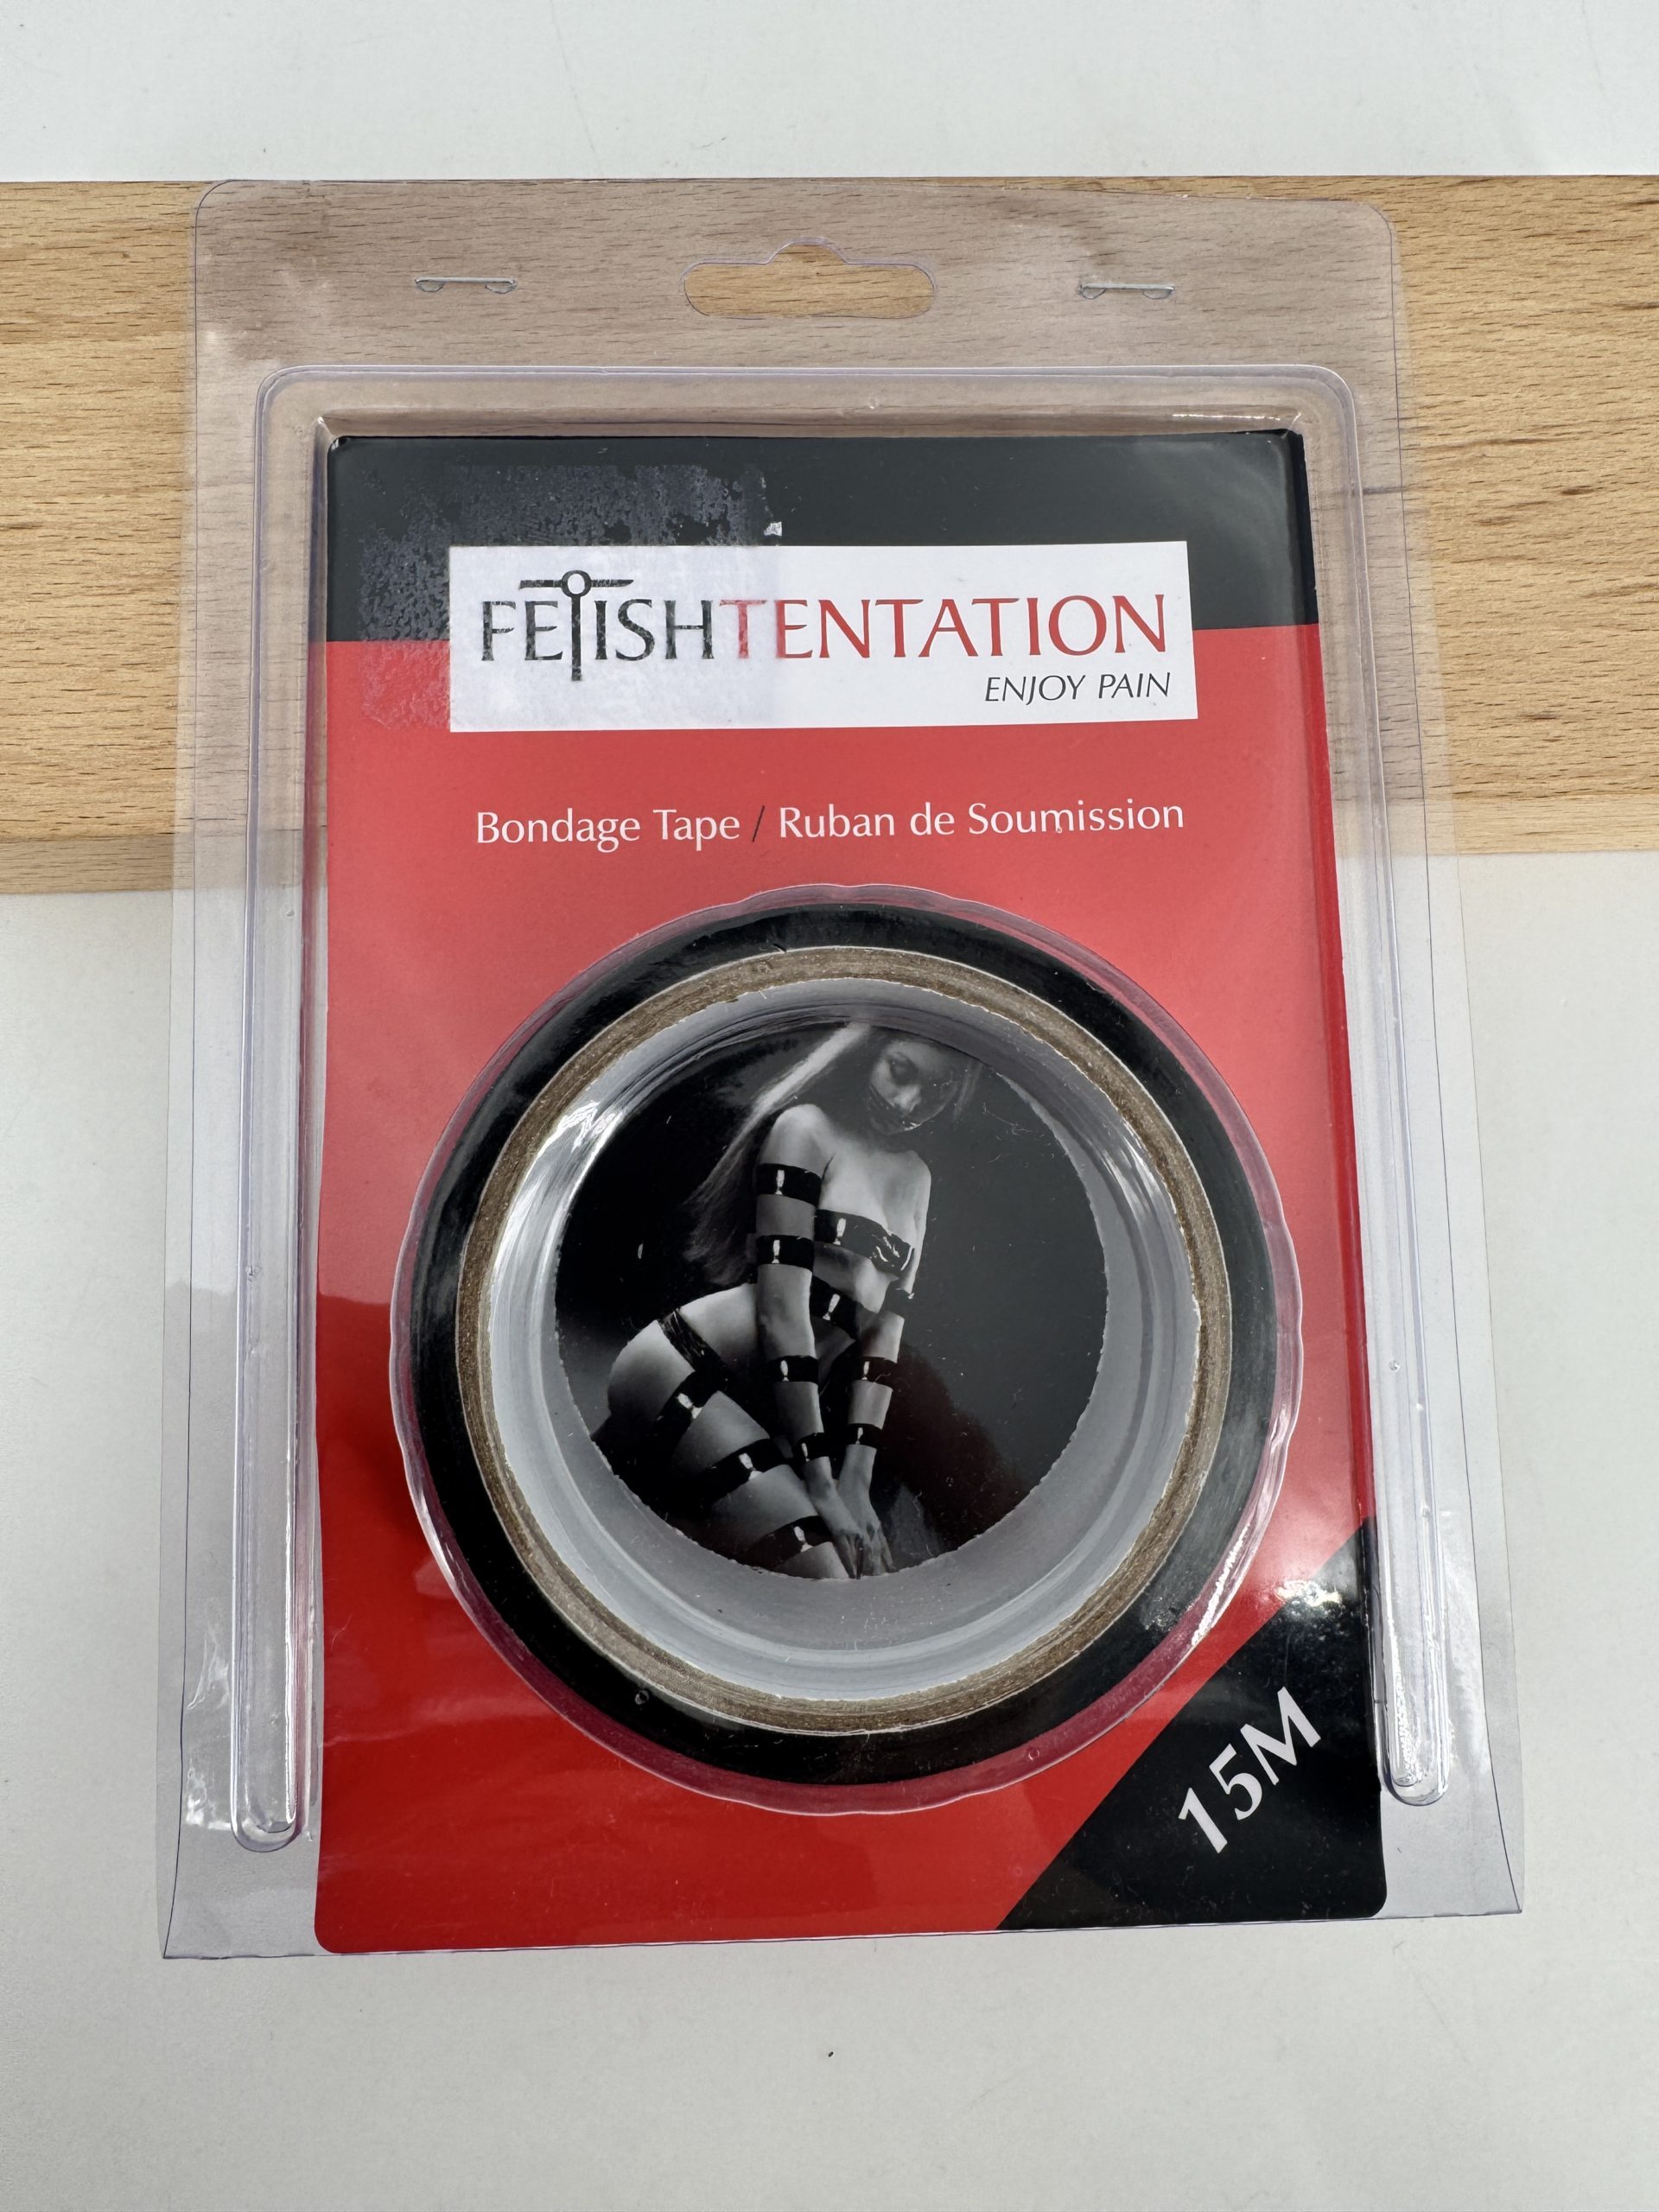 FETISHTENTATION
ENJOY PAIN
Bondage Tape / Ruban de Soumission
15M